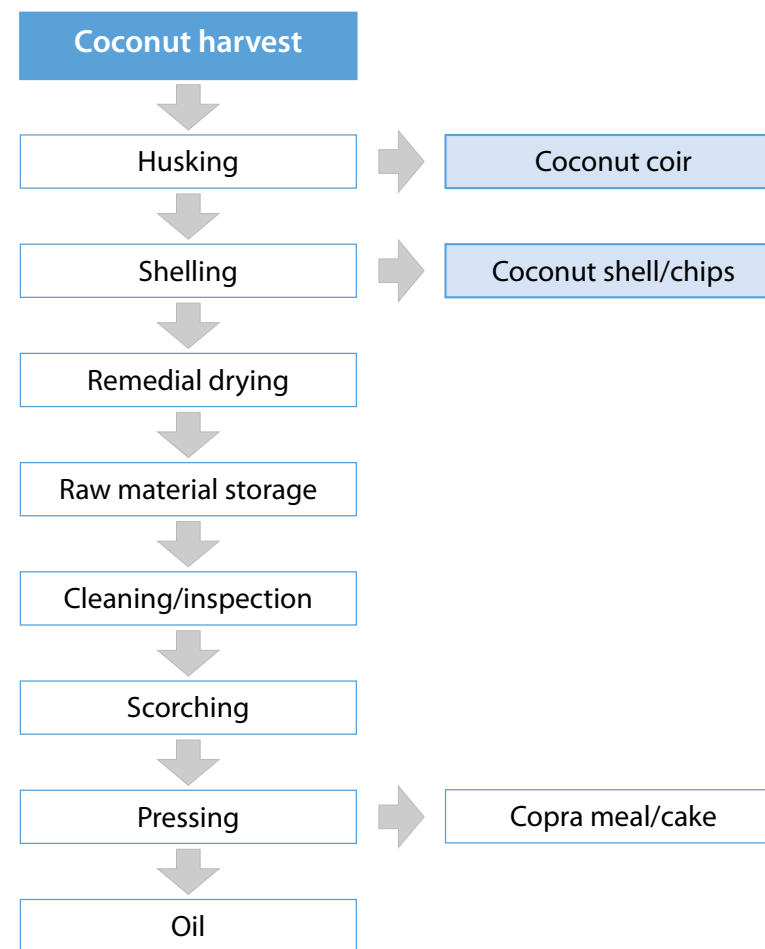 Coconut harvest
Husking
Coconut coir
Shelling
Coconut shell/chips
Remedial drying
Raw material storage
Cleaning/inspection
Scorching
Pressing
Copra meal/cake
Oil